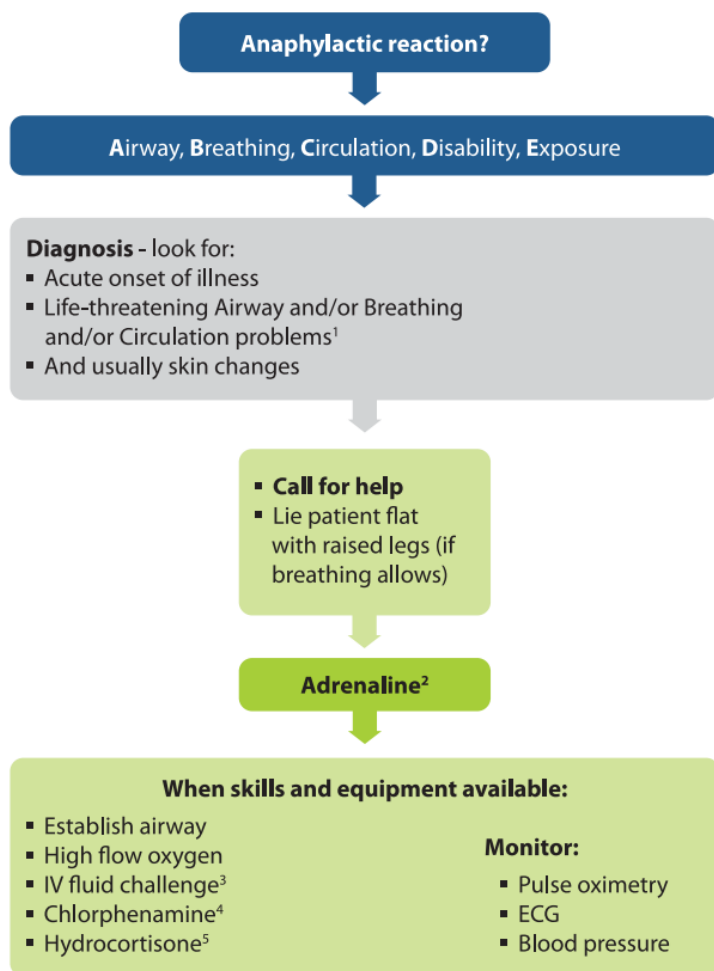 Anaphylactic reaction?
Airway, Breathing, Circulation, Disability, Exposure
Diagnosis - look for:
▪ Acute onset of illness
▪ Life-threatening Airway and/or Breathing
and/or Circulation problems¹
▪ And usually skin changes
▪ Call for help
▪ Lie patient flat
with raised legs (if
breathing allows)
Adrenaline²
When skills and equipment available:
▪ Establish airway
▪ High flow oxygen
▪ IV fluid challenge³
▪ Chlorphenamine⁴
▪ Hydrocortisone⁵
Monitor:
▪ Pulse oximetry
▪ ECG
▪ Blood pressure